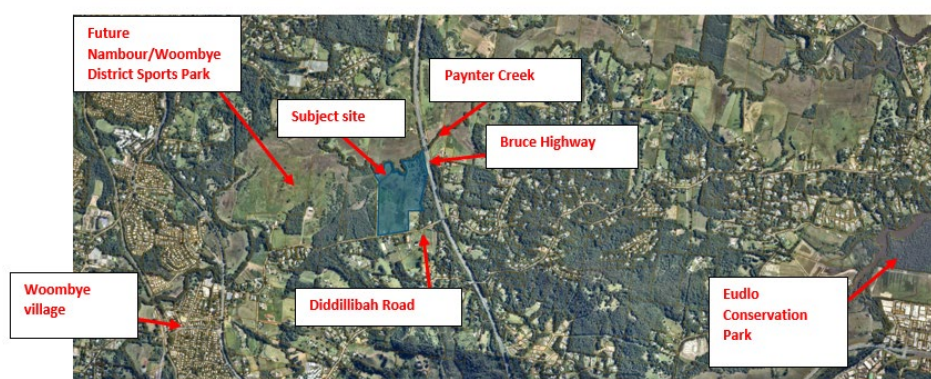 Future
Nambour/Woombye
District Sports Park
Paynter Creek
Subject site
Bruce Highway
Woombye
village
Diddillibah Road
Eudlo
Conservation
Park